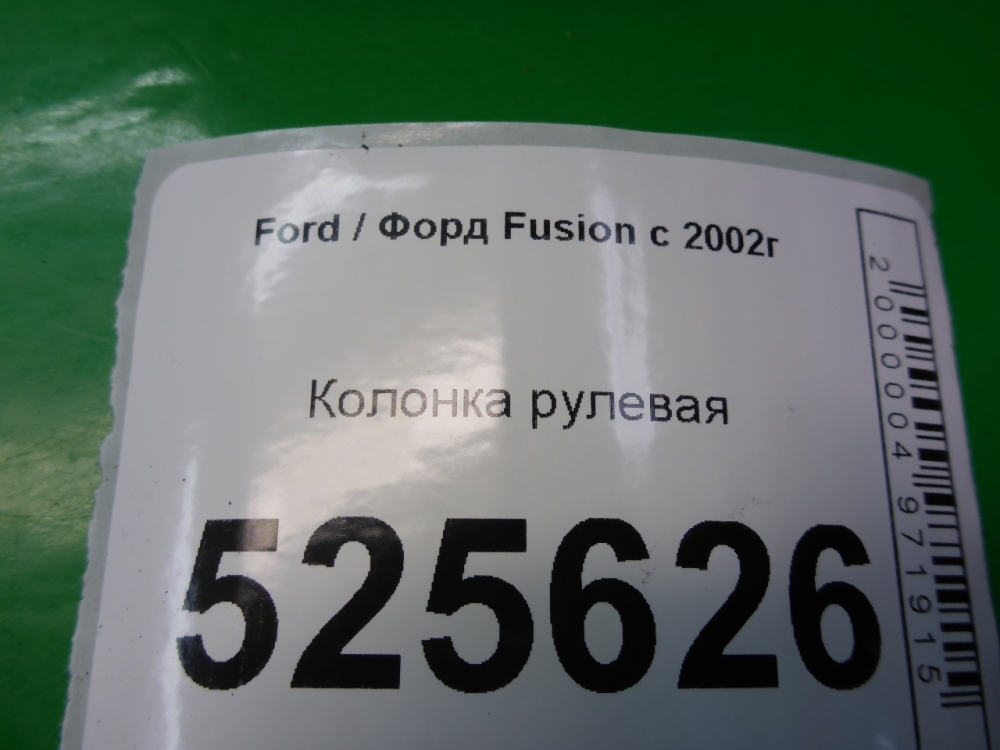 Ford / Форд Fusion с 2002г
Колонка рулевая
525626
2000004971915